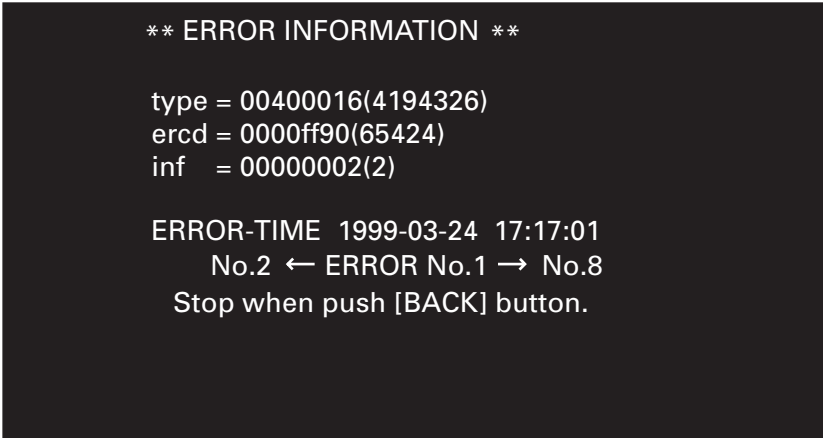 ** ERROR INFORMATION **
type = 00400016(4194326)
ercd = 0000ff90(65424)
inf = 00000002(2)
ERROR-TIME 1999-03-24 17:17:01
No.2 ← ERROR No.1 → No.8
Stop when push [BACK] button.